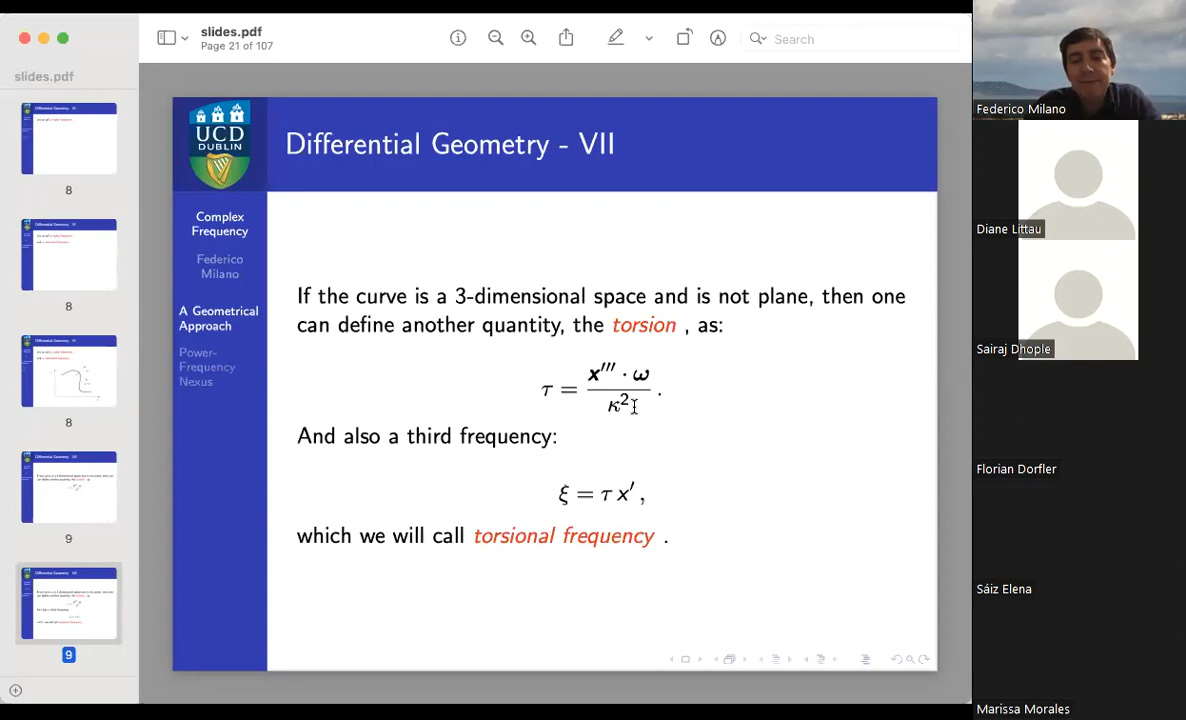 slides.pdf
Page 21 of 107
Search
slides.pdf
8
8
8
9
9
UCD
DUBLIN
Differential Geometry - VII
Complex
Frequency
Federico
Milano
A Geometrical
Approach
Power-
Frequency
Nexus
If the curve is a 3-dimensional space and is not plane, then one
can define another quantity, the torsion , as:
τ = x′′′ · ω / κ² .
And also a third frequency:
ξ = τ x′ ,
which we will call torsional frequency .
Federico Milano
Diane Littau
Sairaj Dhople
Florian Dorfler
Sáiz Elena
Marissa Morales